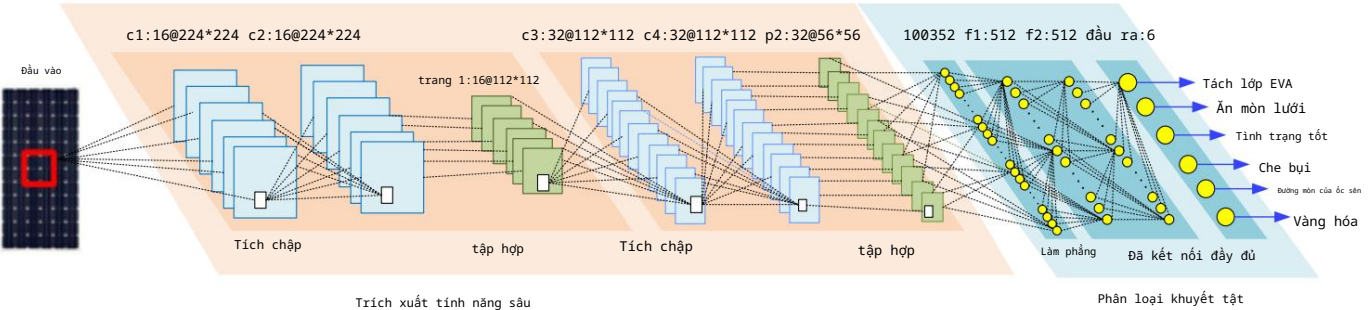 c1:16@224*224 c2:16@224*224
c3:32@112*112 c4:32@112*112 p2:32@56*56
100352 f1:512 f2:512 đầu ra:6
Đầu vào
trang 1:16@112*112
Tách lớp EVA
Ăn mòn lưới
Tình trạng tốt
Che bụi
Đường mòn của ốc sên
Vàng hóa
Tích chập
tập hợp
Tích chập
tập hợp
Làm phẳng
Đã kết nối đầy đủ
Trích xuất tính năng sâu
Phân loại khuyết tật